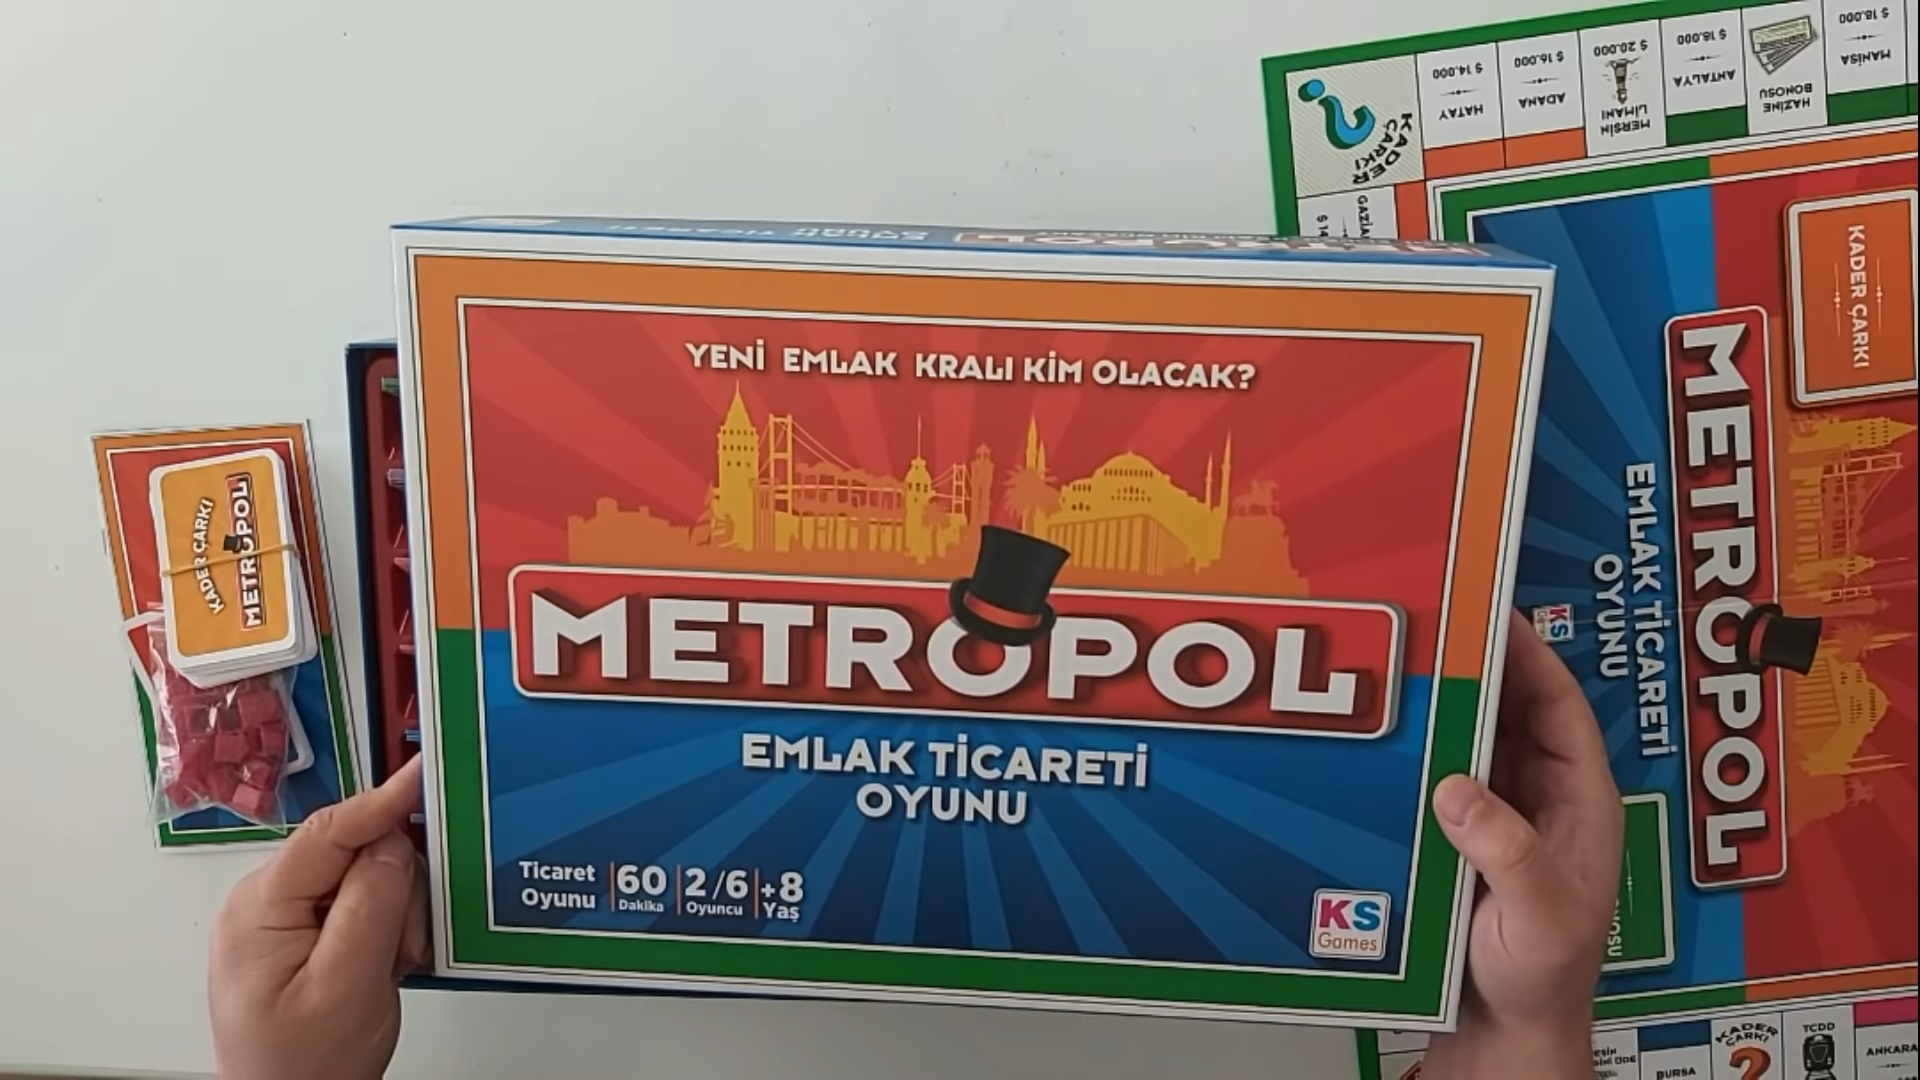 YENİ EMLAK KRALI KİM OLACAK?
METROPOL
EMLAK TİCARETİ
OYUNU
Ticaret
Oyunu
60
Dakika
2/6
Oyuncu
+8
Yaş
KS
Games
KADER ÇARKI
METROPOL
KADER
ÇARKI
HATAY
$ 14.000
ADANA
$ 16.000
MERSİN
LİMANI
$ 20.000
ANTALYA
$ 18.000
HAZİNE
BONOSU
MANİSA
$ 18.000
KADER ÇARKI
METROPOL
EMLAK TİCARETİ
OYUNU
KS
BURSA
KADER
ÇARKI
TCDD
ANKARA